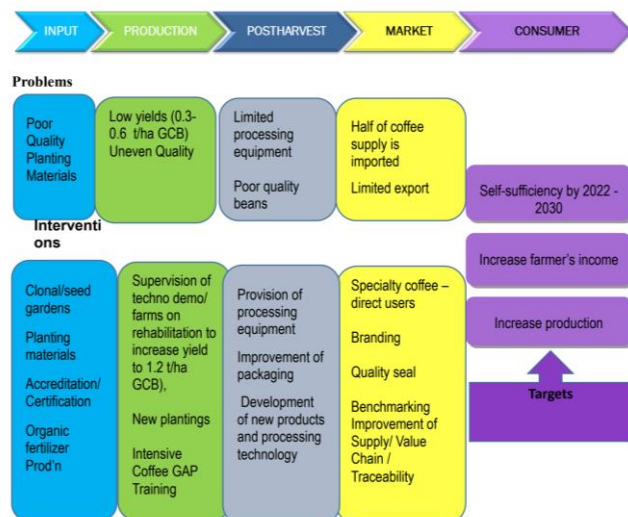 INPUT
PRODUCTION
POSTHARVEST
MARKET
CONSUMER
Problems
Poor
Quality
Planting
Materials
Low yields (0.3-
0.6 t/ha GCB)
Uneven Quality
Limited
processing
equipment
Poor quality
beans
Half of coffee
supply is
imported
Limited export
Self-sufficiency by 2022 -
2030
Interventi
ons
Clonal/seed
gardens
Planting
materials
Accreditation/
Certification
Organic
fertilizer
Prod'n
Supervision of
techno demo/
farms on
rehabilitation to
increase yield
to 1.2 t/ha
GCB),
New plantings
Intensive
Coffee GAP
Training
Provision of
processing
equipment
Improvement of
packaging
Development
of new products
and processing
technology
Specialty coffee –
direct users
Branding
Quality seal
Benchmarking
Improvement of
Supply/ Value
Chain /
Traceability
Increase farmer's income
Increase production
Targets